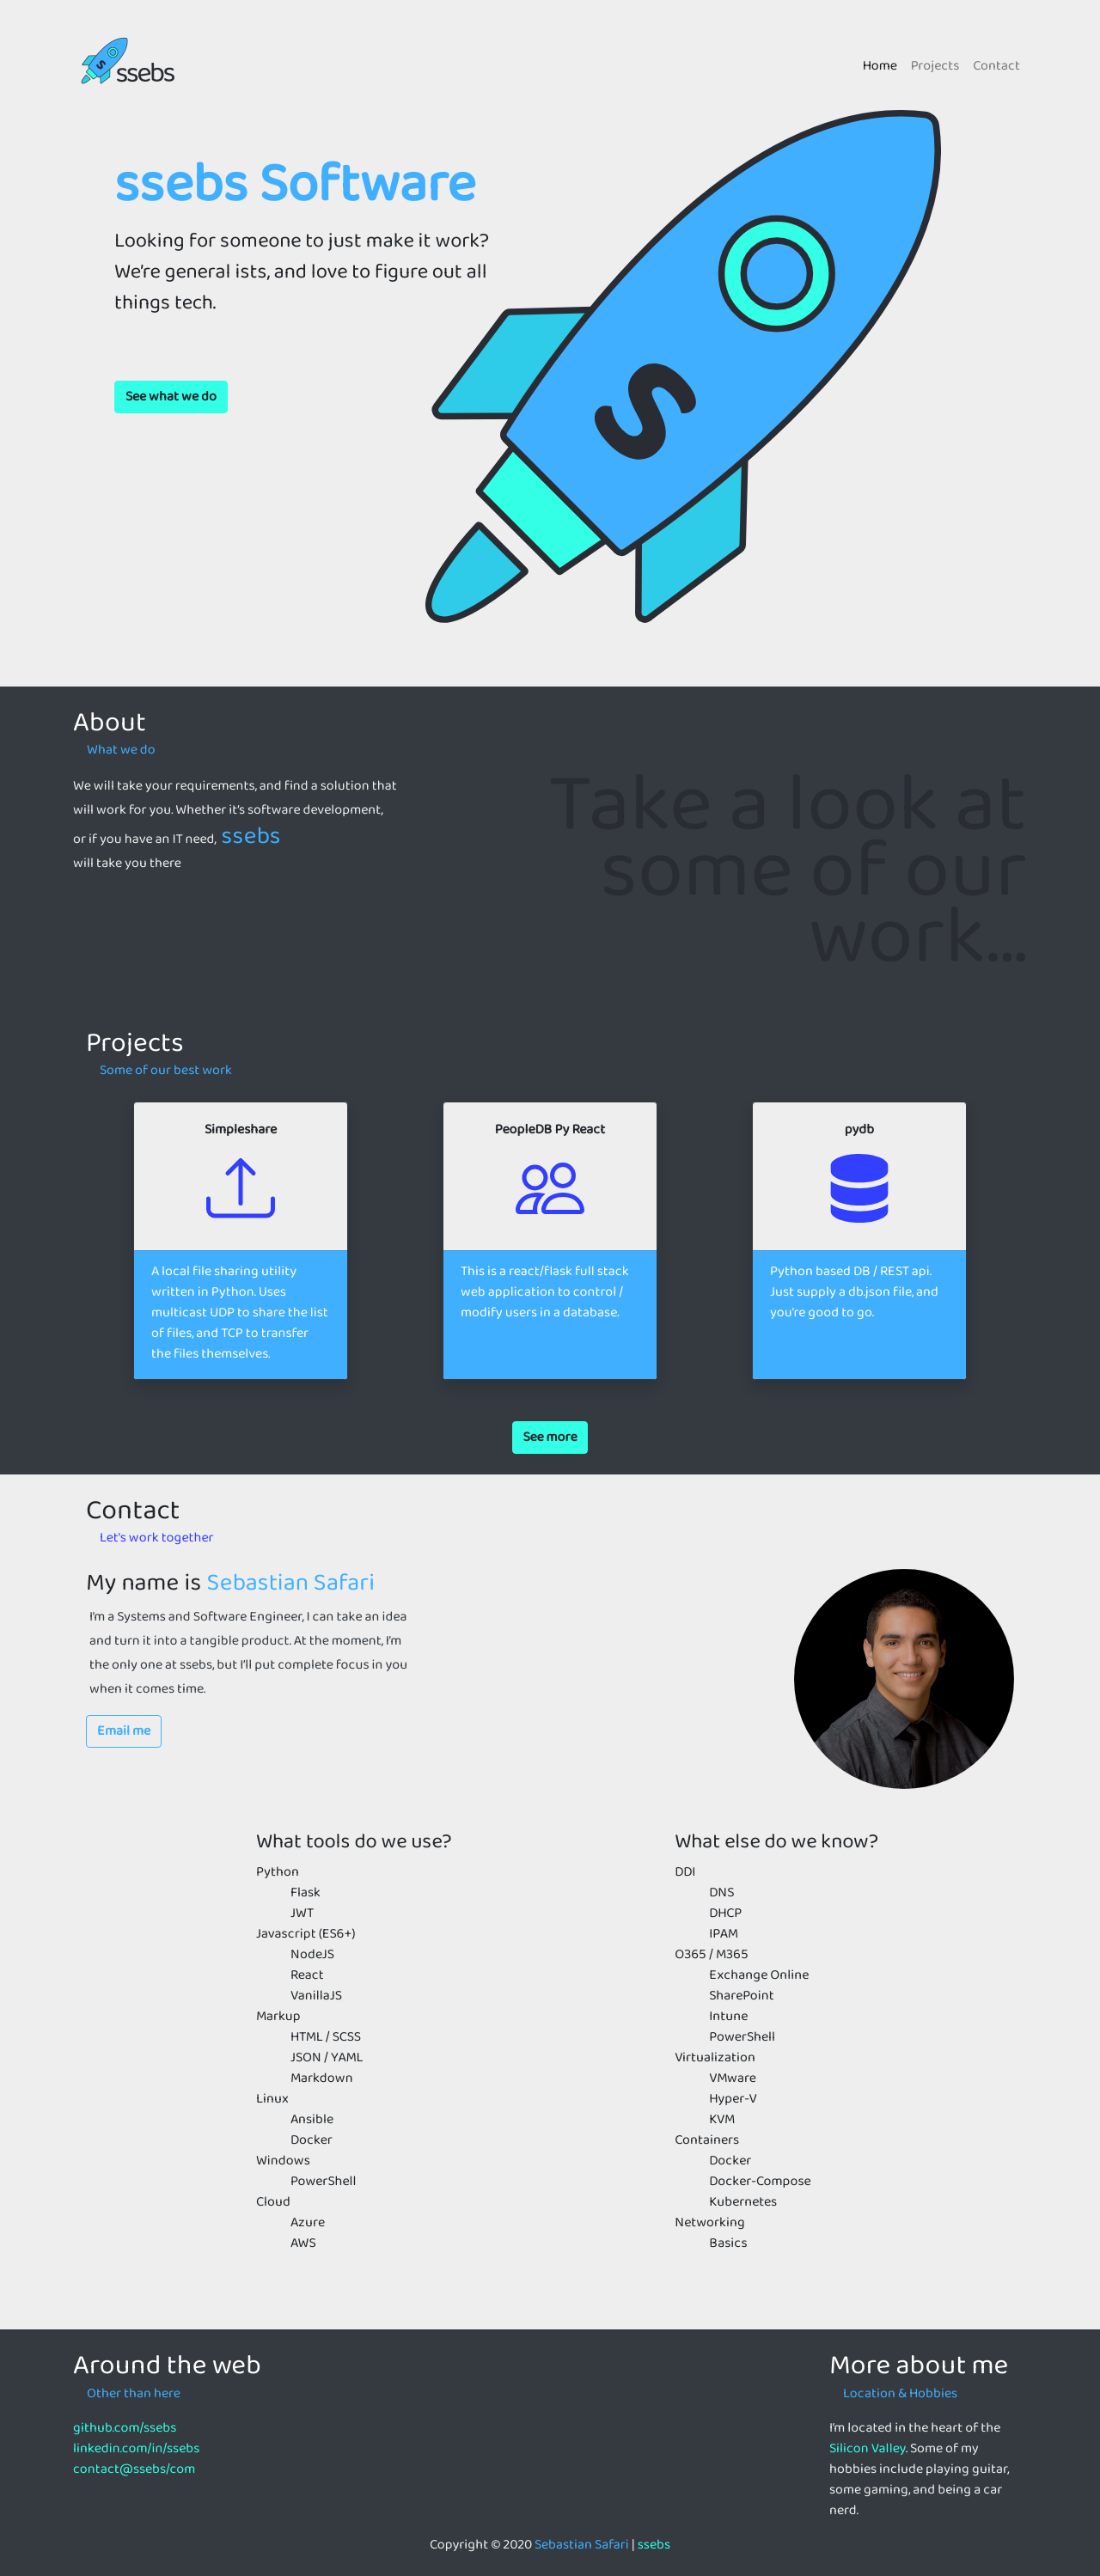 ssebs
Home Projects Contact
ssebs Software
Looking for someone to just make it work?
We're general ists, and love to figure out all
things tech.
See what we do
S
About
What we do
We will take your requirements, and find a solution that
will work for you. Whether it's software development,
or if you have an IT need, ssebs
will take you there
Take a look at
some of our
work...
Projects
Some of our best work
Simpleshare
A local file sharing utility
written in Python. Uses
multicast UDP to share the list
of files, and TCP to transfer
the files themselves.
PeopleDB Py React
This is a react/flask full stack
web application to control /
modify users in a database.
pydb
Python based DB / REST api.
Just supply a db.json file, and
you're good to go.
See more
Contact
Let's work together
My name is Sebastian Safari
I'm a Systems and Software Engineer, I can take an idea
and turn it into a tangible product. At the moment, I'm
the only one at ssebs, but I'll put complete focus in you
when it comes time.
Email me
What tools do we use?
Python
Flask
JWT
Javascript (ES6+)
NodeJS
React
VanillaJS
Markup
HTML / SCSS
JSON / YAML
Markdown
Linux
Ansible
Docker
Windows
PowerShell
Cloud
Azure
AWS
What else do we know?
DDI
DNS
DHCP
IPAM
O365 / M365
Exchange Online
SharePoint
Intune
PowerShell
Virtualization
VMware
Hyper-V
KVM
Containers
Docker
Docker-Compose
Kubernetes
Networking
Basics
Around the web
Other than here
github.com/ssebs
linkedin.com/in/ssebs
contact@ssebs/com
More about me
Location & Hobbies
I'm located in the heart of the
Silicon Valley. Some of my
hobbies include playing guitar,
some gaming, and being a car
nerd.
Copyright © 2020 Sebastian Safari | ssebs